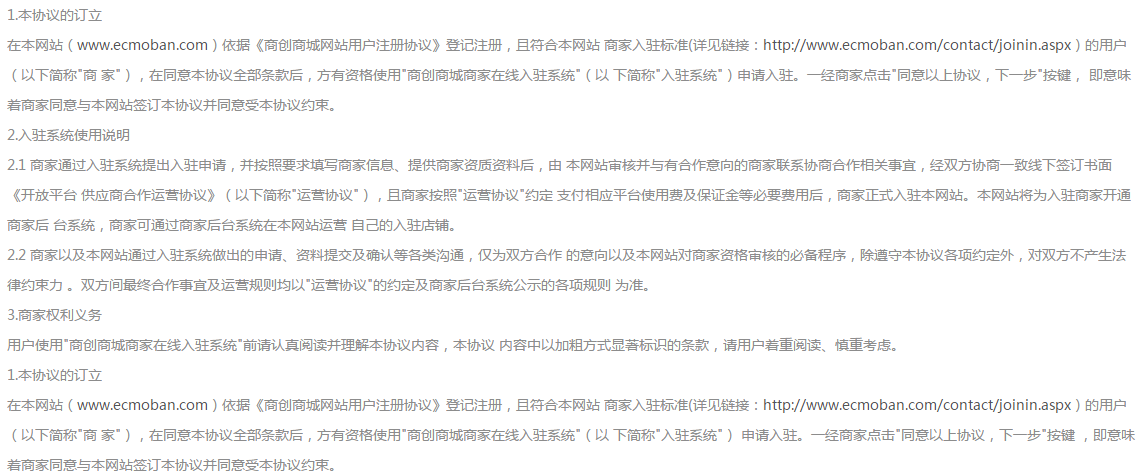 1.本协议的订立
在本网站（www.ecmoban.com）依据《商创商城网站用户注册协议》登记注册，且符合本网站 商家入驻标准(详见链接：http://www.ecmoban.com/contact/joinin.aspx）的用户
（以下简称"商 家"），在同意本协议全部条款后，方有资格使用"商创商城商家在线入驻系统"（以 下简称"入驻系统"）申请入驻。一经商家点击"同意以上协议，下一步"按键， 即意味
着商家同意与本网站签订本协议并同意受本协议约束。
2.入驻系统使用说明
2.1 商家通过入驻系统提出入驻申请，并按照要求填写商家信息、提供商家资质资料后，由 本网站审核并与有合作意向的商家联系协商合作相关事宜，经双方协商一致线下签订书面
《开放平台 供应商合作运营协议》（以下简称"运营协议"），且商家按照"运营协议"约定 支付相应平台使用费及保证金等必要费用后，商家正式入驻本网站。本网站将为入驻商家开通
商家后 台系统，商家可通过商家后台系统在本网站运营 自己的入驻店铺。
2.2 商家以及本网站通过入驻系统做出的申请、资料提交及确认等各类沟通，仅为双方合作 的意向以及本网站对商家资格审核的必备程序，除遵守本协议各项约定外，对双方不产生法
律约束力 。双方间最终合作事宜及运营规则均以"运营协议"的约定及商家后台系统公示的各项规则 为准。
3.商家权利义务
用户使用"商创商城商家在线入驻系统"前请认真阅读并理解本协议内容，本协议 内容中以加粗方式显著标识的条款，请用户着重阅读、慎重考虑。
1.本协议的订立
在本网站（www.ecmoban.com）依据《商创商城网站用户注册协议》登记注册，且符合本网站 商家入驻标准(详见链接：http://www.ecmoban.com/contact/joinin.aspx）的用户
（以下简称"商 家"），在同意本协议全部条款后，方有资格使用"商创商城商家在线入驻系统"（以 下简称"入驻系统"） 申请入驻。一经商家点击"同意以上协议，下一步"按键 ，即意味
着商家同意与本网站签订本协议并同意受本协议约束。